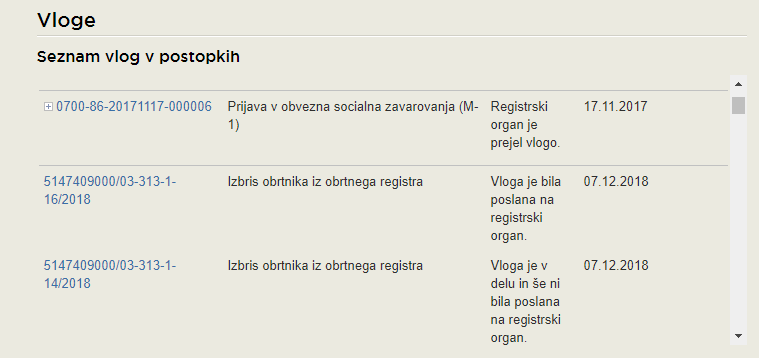 Vloge
Seznam vlog v postopkih
0700-86-20171117-000006 Prijava v obvezna socialna zavarovanja (M- Registrski 17.11.2017
1) organ je
prejel vlogo.
5147409000/03-313-1- Izbris obrtnika iz obrtnega registra Vloga je bila 07.12.2018
16/2018 poslana na
registrski
organ.
5147409000/03-313-1- Izbris obrtnika iz obrtnega registra Vloga je v 07.12.2018
14/2018 delu in še ni
bila poslana
na registrski
organ.